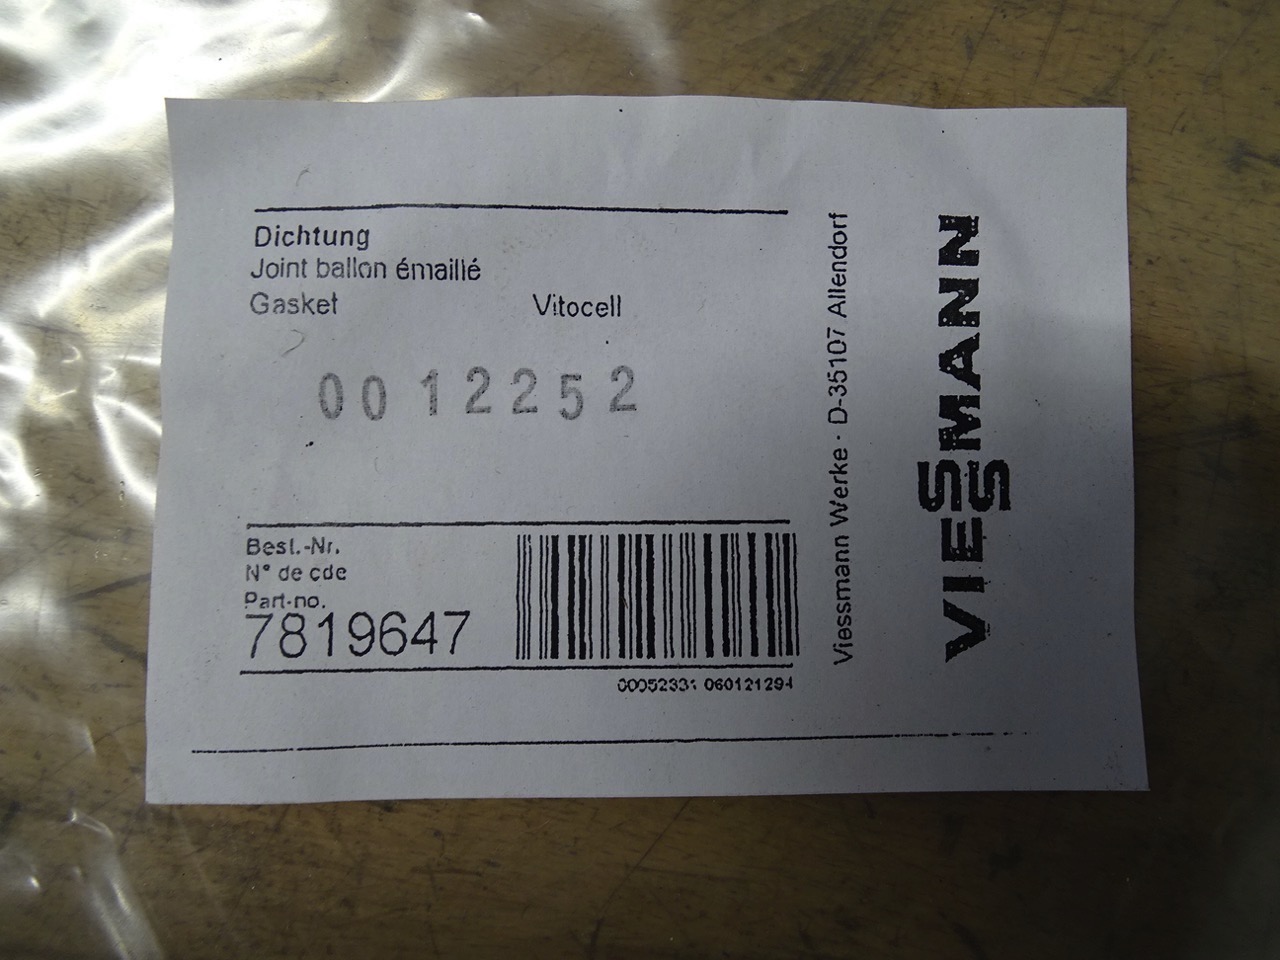 Dichtung
Joint ballon émaillé
Gasket Vitocell
0012252
Best.-Nr.
N° de cde
Part-no.
7819647
00052331 060121294
Viessmann Werke · D-35107 Allendorf
VIESSMANN